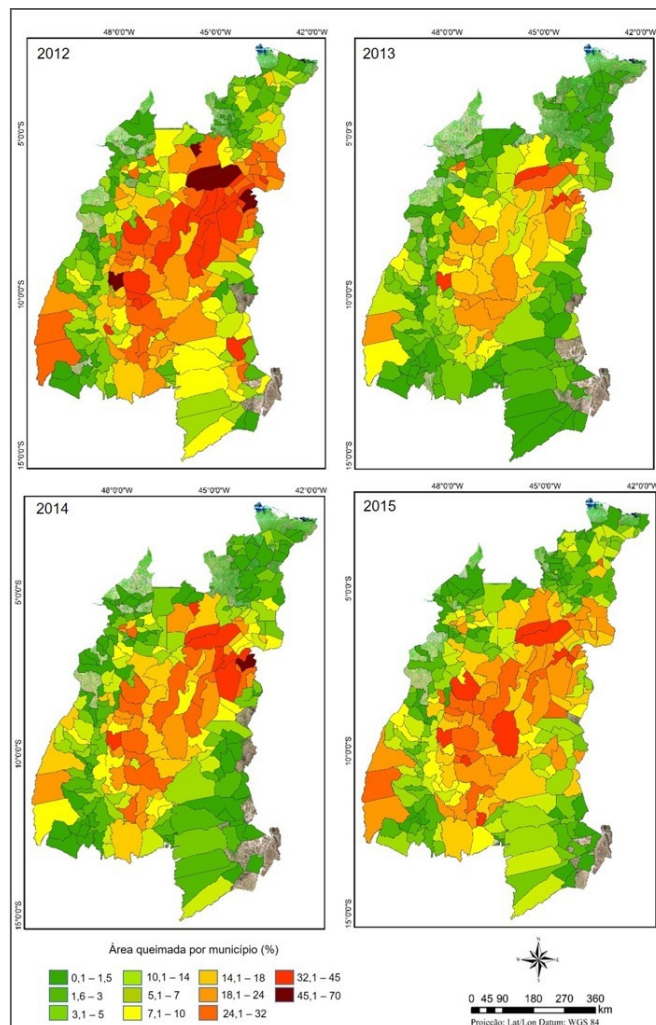 48°0'0"W 45°0'0"W 42°0'0"W
48°0'0"W 45°0'0"W 42°0'0"W
2012
2013
5°0'0"S
5°0'0"S
10°0'0"S
10°0'0"S
15°0'0"S
15°0'0"S
48°0'0"W 45°0'0"W 42°0'0"W
48°0'0"W 45°0'0"W 42°0'0"W
2014
2015
5°0'0"S
5°0'0"S
10°0'0"S
10°0'0"S
15°0'0"S
15°0'0"S
Área queimada por município (%)
0,1 – 1,5 10,1 – 14 14,1 – 18 32,1 – 45
1,6 – 3 5,1 – 7 18,1 – 24 45,1 – 70
3,1 – 5 7,1 – 10 24,1 – 32
0 45 90 180 270 360
km
Projeção: Lat/Lon Datum: WGS 84